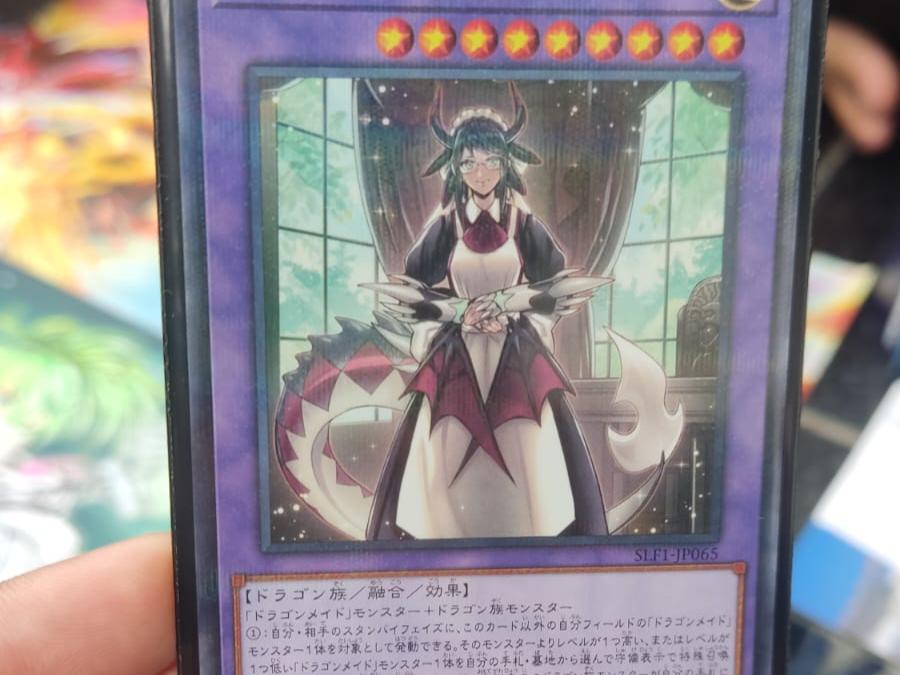 SLF1-JP065
【ドラゴン族／融合／効果】
「ドラゴンメイド」モンスター＋ドラゴン族モンスター
①：自分・相手のスタンバイフェイズに、このカード以外の自分フィールドの「ドラゴンメイド」
モンスター1体を対象として発動できる。そのモンスターよりレベルが1つ高い、またはレベルが
1つ低い「ドラゴンメイド」モンスター1体を自分の手札・墓地から選んで守備表示で特殊召喚